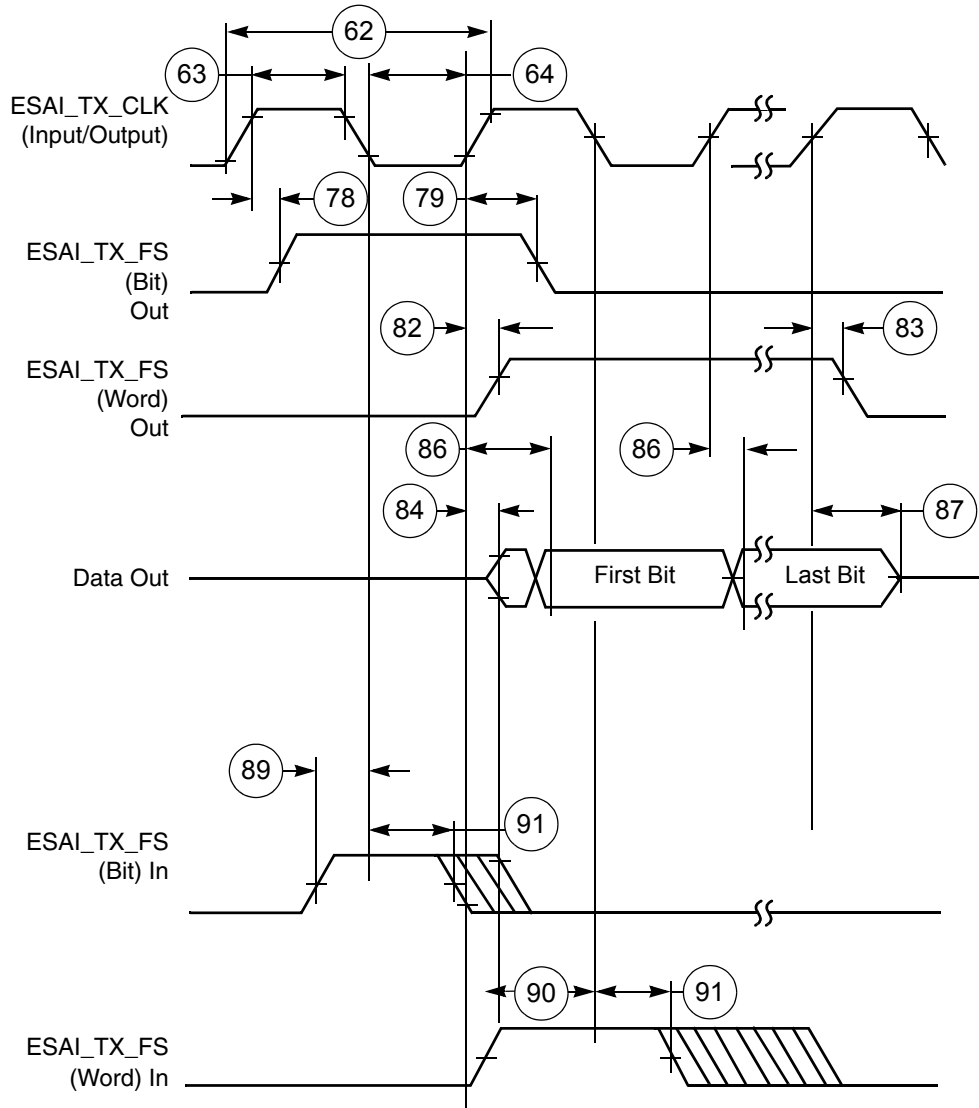 62
63
64
ESAI_TX_CLK
(Input/Output)
78
79
ESAI_TX_FS
(Bit)
Out
82
83
ESAI_TX_FS
(Word)
Out
86
86
84
87
Data Out
First Bit
Last Bit
89
91
ESAI_TX_FS
(Bit) In
90
91
ESAI_TX_FS
(Word) In